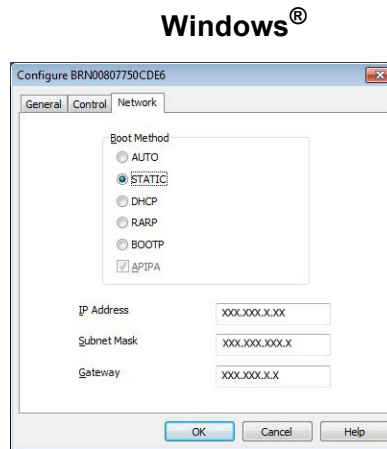 Windows®
Configure BRN00807750CDE6
General Control Network
Boot Method
AUTO
STATIC
DHCP
RARP
BOOTP
APIPA
IP Address XXX.XXX.X.XX
Subnet Mask XXX.XXX.XXX.X
Gateway XXX.XXX.X.X
OK Cancel Help